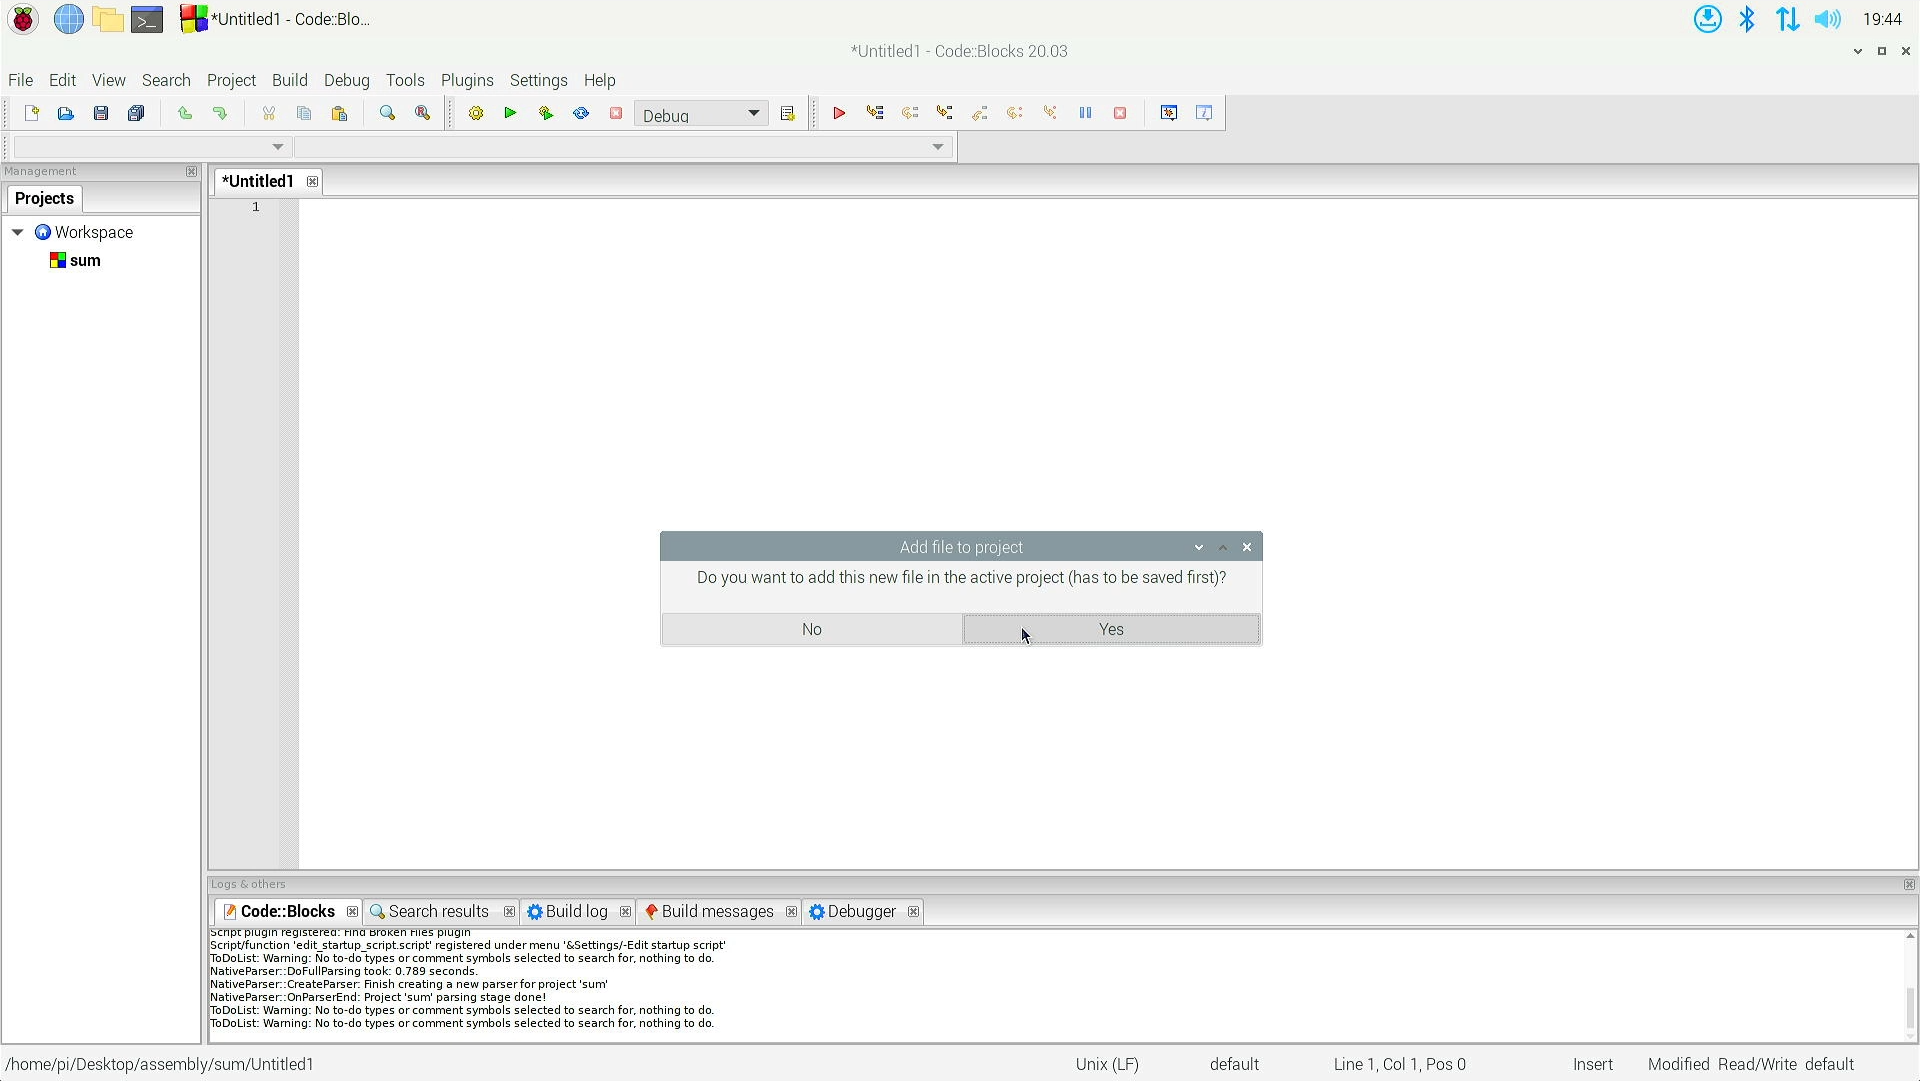 *Untitled1 - Code::Blo...
19:44
*Untitled1 - Code::Blocks 20.03
File Edit View Search Project Build Debug Tools Plugins Settings Help
Debug
Management
Projects
Workspace
sum
*Untitled1
1
Add file to project
Do you want to add this new file in the active project (has to be saved first)?
No Yes
Logs & others
Code::Blocks Search results Build log Build messages Debugger
Script plugin registered: Find Broken Files plugin
Script/function 'edit_startup_script.script' registered under menu '&Settings/-Edit startup script'
ToDoList: Warning: No to-do types or comment symbols selected to search for, nothing to do.
NativeParser::DoFullParsing took: 0.789 seconds.
NativeParser::CreateParser: Finish creating a new parser for project 'sum'
NativeParser::OnParserEnd: Project 'sum' parsing stage done!
ToDoList: Warning: No to-do types or comment symbols selected to search for, nothing to do.
ToDoList: Warning: No to-do types or comment symbols selected to search for, nothing to do.
/home/pi/Desktop/assembly/sum/Untitled1 Unix (LF) default Line 1, Col 1, Pos 0 Insert Modified Read/Write default